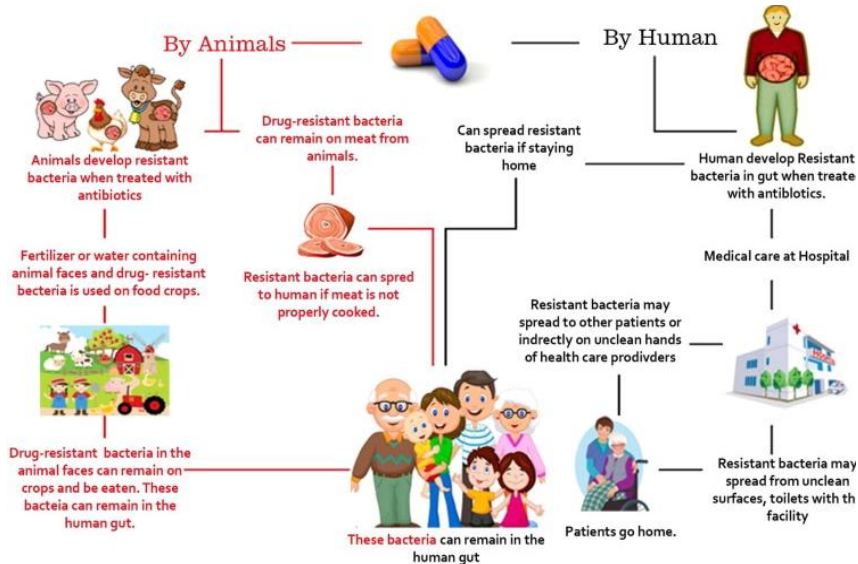 By Animals
By Human
Drug-resistant bacteria
can remain on meat from
animals.
Can spread resistant
bacteria if staying
home
Animals develop resistant
bacteria when treated with
antibiotics
Human develop Resistant
bacteria in gut when treate
with antibiotics.
Fertilizer or water containing
animal faces and drug- resistant
becteria is used on food crops.
Resistant bacteria can spred
to human if meat is not
properly cooked.
Medical care at Hospital
Resistant bacteria may
spread to other patients or
indirectly on unclean hands
of health care prodivders
Drug-resistant bacteria in the
animal faces can remain on
crops and be eaten. These
bacteia can remain in the
human gut.
These bacteria can remain in the
human gut
Patients go home.
Resistant bacteria may
spread from unclean
surfaces, toilets with th
facility